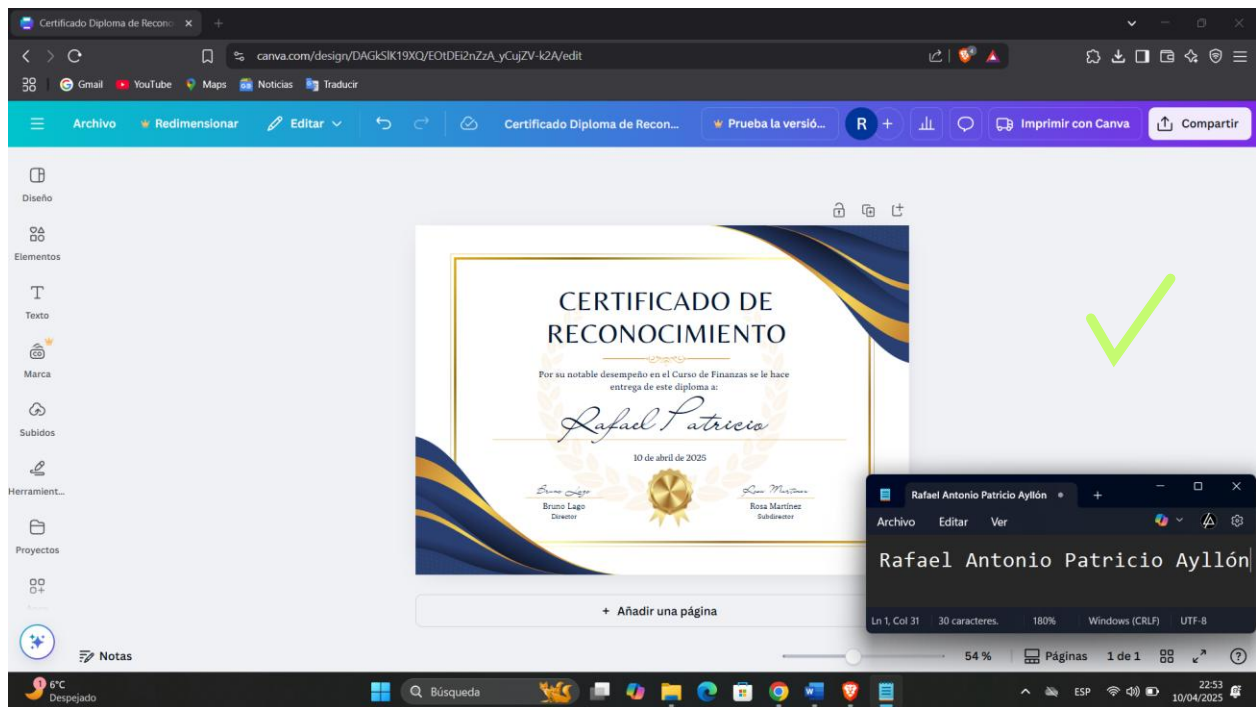 Certificado Diploma de Recono
canva.com/design/DAGkSlK19XQ/EOtDEi2nZzA_yCujZV-k2A/edit
Gmail YouTube Maps Noticias Traducir
Archivo Redimensionar Editar Certificado Diploma de Recon... Prueba la versió... R Imprimir con Canva Compartir
Diseño
Elementos
Texto
Marca
Subidos
Herramient...
Proyectos
CERTIFICADO DE
RECONOCIMIENTO
Por su notable desempeño en el Curso de Finanzas se le hace
entrega de este diploma a:
Rafael Patricio
10 de abril de 2025
Bruno Lago
Rosa Martinez
Bruno Lago
Director
Rosa Martínez
Subdirector
+ Añadir una página
Rafael Antonio Patricio Ayllón
Archivo Editar Ver
Rafael Antonio Patricio Ayllón
Ln 1, Col 31 30 caracteres. 180% Windows (CRLF) UTF-8
Notas 54 % Páginas 1 de 1
1 6°C
Despejado
Búsqueda
ESP
22:53
10/04/2025